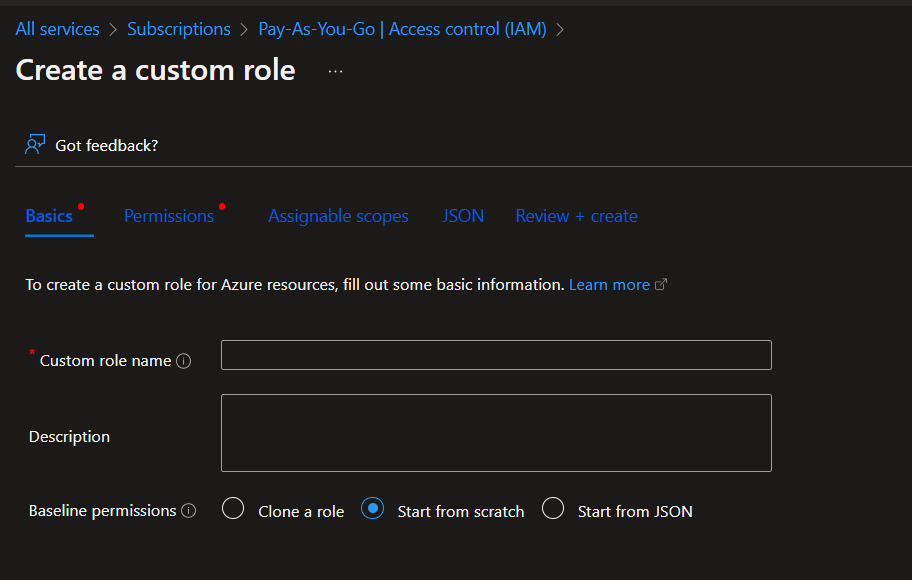 All services > Subscriptions > Pay-As-You-Go | Access control (IAM) >
Create a custom role ...
Got feedback?
Basics Permissions Assignable scopes JSON Review + create
To create a custom role for Azure resources, fill out some basic information. Learn more
* Custom role name
Description
Baseline permissions Clone a role Start from scratch Start from JSON